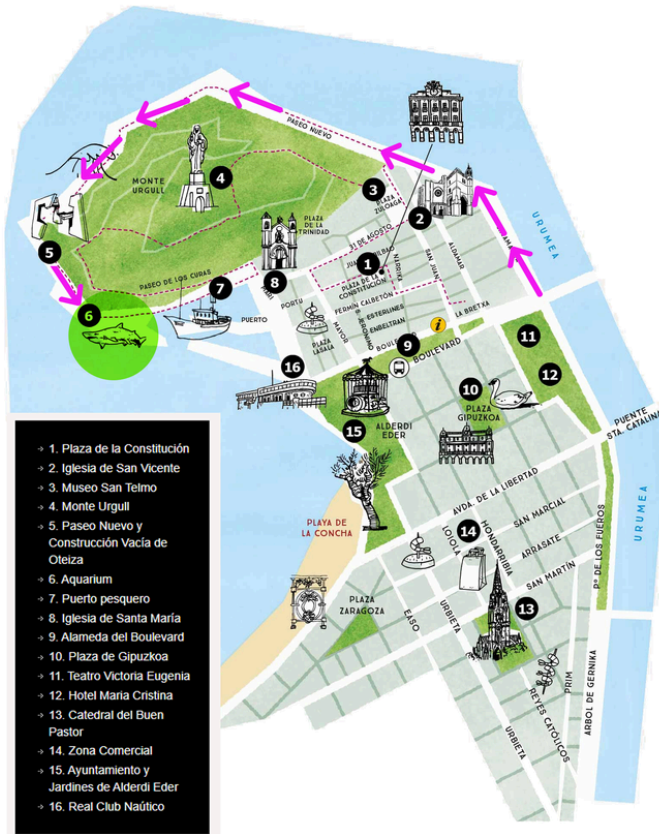 PASEO NUEVO
MONTE
URGULL
4
3
PLAZA
ZULOAGA
2
URUMEA
5
PLAZA
DE LA
TRINIDAD
31 DE AGOSTO
8
1
PLAZA DE LA
CONSTITUCIÓN
NARRIKA
SAN JUAN
ALDAMAR
PASEO DE LOS CURAS
7
6
PUERTO
PORTU
FERMÍN CALBETÓN
ESTERLINES
ENBELTRAN
MAYOR
S. JERÓNIMO
PLAZA
LASALA
LA BRETXA
i
9
BOULEVARD
11
12
16
10
PLAZA
GIPUZKOA
15
ALDERDI
EDER
PUENTE
STA. CATALINA
AVDA. DE LA LIBERTAD
PLAYA DE
LA CONCHA
14
LOIOLA
HONDARRIBIA
SAN MARCIAL
ARRASATE
SAN MARTÍN
Pº DE LOS FUEROS
URUMEA
PLAZA
ZARAGOZA
EASO
URBIETA
13
PRIM
REYES CATÓLICOS
URBIETA
ARBOL DE GERNIKA
→ 1. Plaza de la Constitución
→ 2. Iglesia de San Vicente
→ 3. Museo San Telmo
→ 4. Monte Urgull
→ 5. Paseo Nuevo y
Construcción Vacía de
Oteiza
→ 6. Aquarium
→ 7. Puerto pesquero
→ 8. Iglesia de Santa María
→ 9. Alameda del Boulevard
→ 10. Plaza de Gipuzkoa
→ 11. Teatro Victoria Eugenia
→ 12. Hotel Maria Cristina
→ 13. Catedral del Buen
Pastor
→ 14. Zona Comercial
→ 15. Ayuntamiento y
Jardines de Alderdi Eder
→ 16. Real Club Naútico